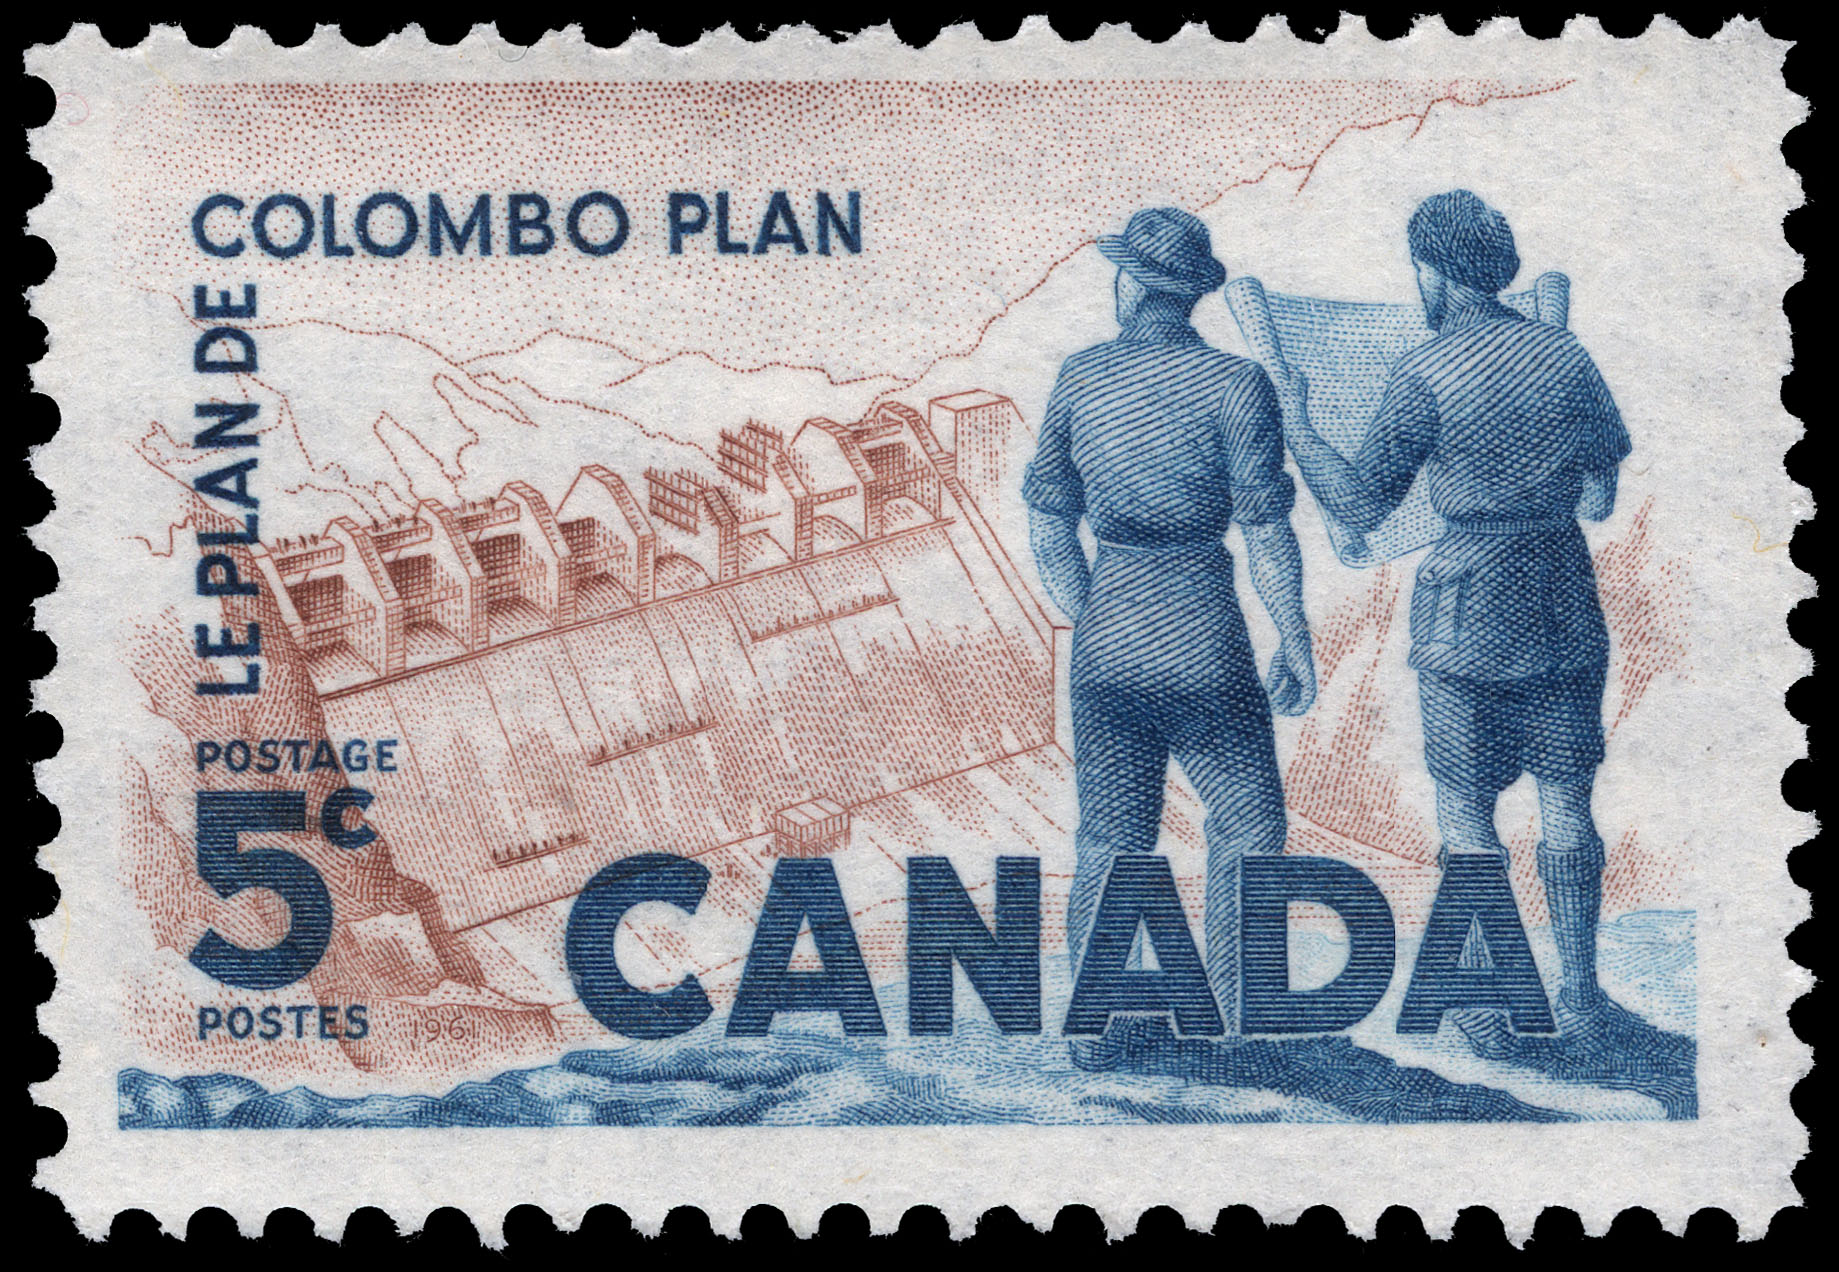 COLOMBO PLAN
LE PLAN DE
POSTAGE
5c
POSTES
1961
CANADA